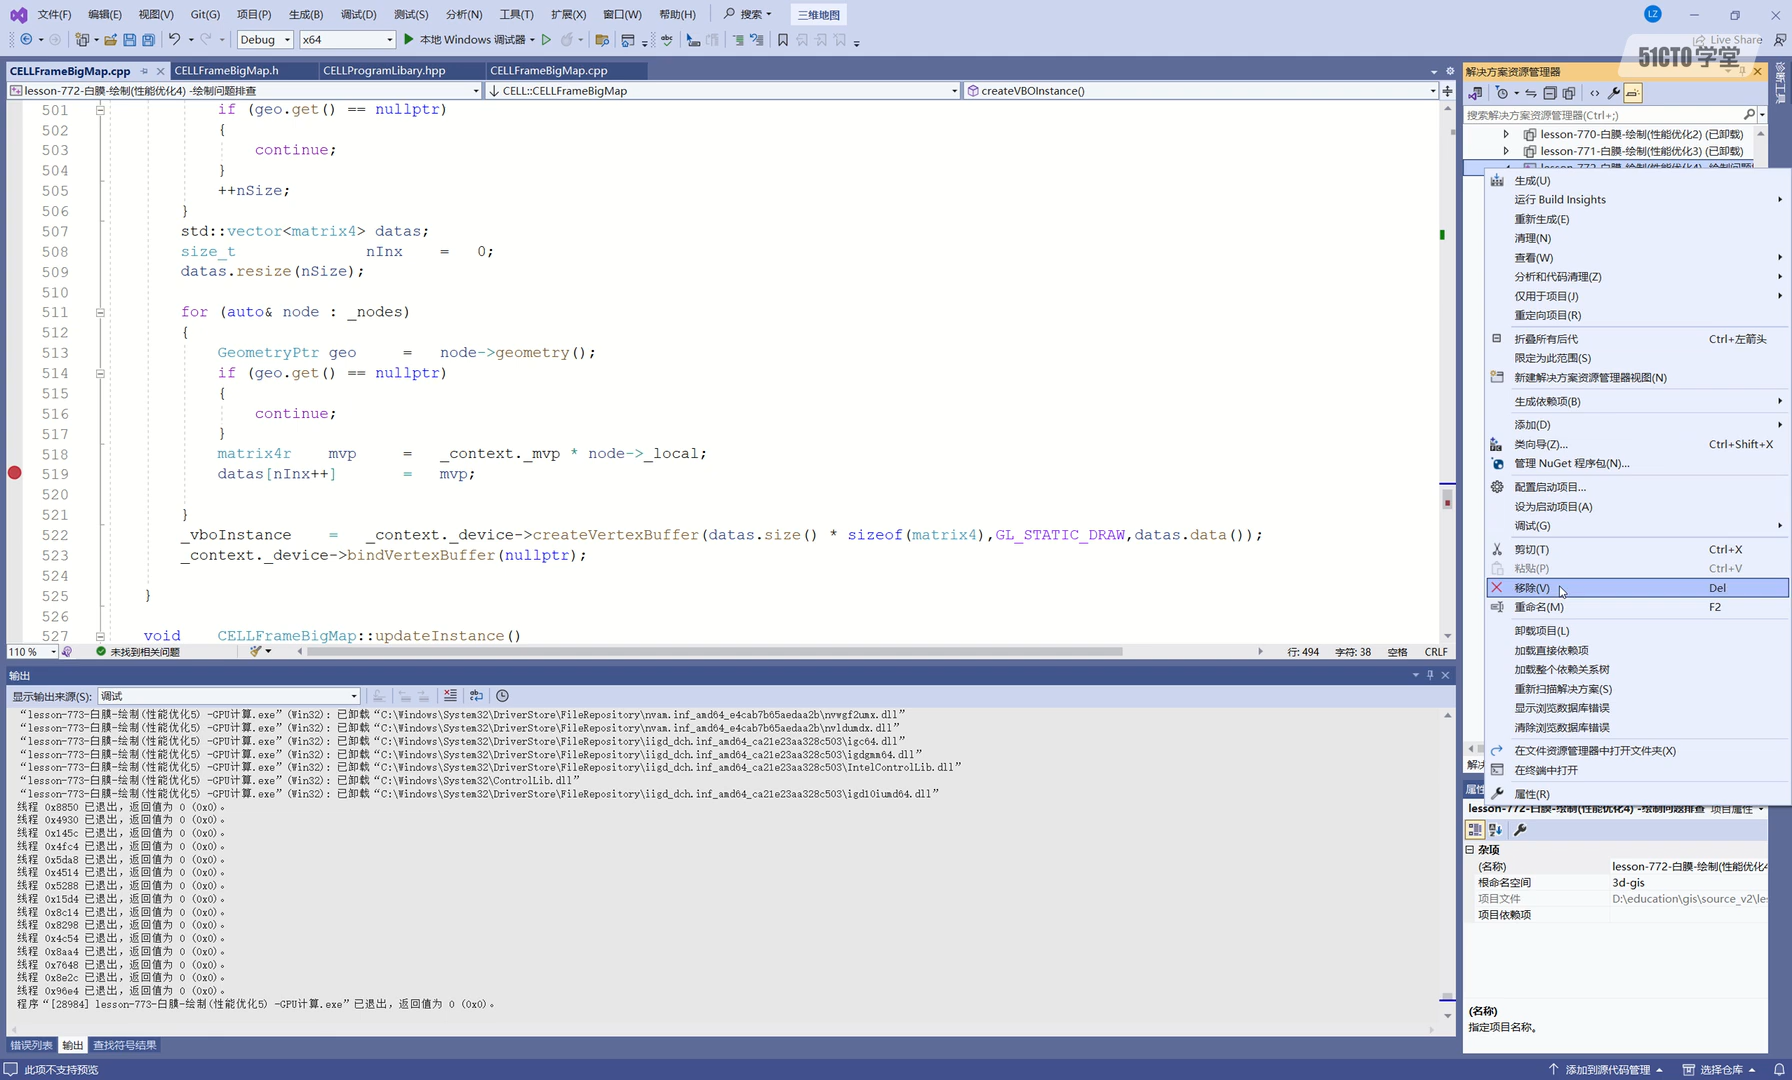 文件(F) 编辑(E) 视图(V) Git(G) 项目(P) 生成(B) 调试(D) 测试(S) 分析(N) 工具(T) 扩展(X) 窗口(W) 帮助(H) 搜索 三维地图 LZ
Debug x64 本地 Windows 调试器 Live Share
51CTO学堂
CELLFrameBigMap.cpp CELLFrameBigMap.h CELLProgramLibary.hpp CELLFrameBigMap.cpp
lesson-772-白膜-绘制(性能优化4) -绘制问题排查 CELL::CELLFrameBigMap createVBOInstance()
501 if (geo.get() == nullptr)
502 {
503 continue;
504 }
505 ++nSize;
506 }
507 std::vector<matrix4> datas;
508 size_t nInx = 0;
509 datas.resize(nSize);
510
511 for (auto& node : _nodes)
512 {
513 GeometryPtr geo = node->geometry();
514 if (geo.get() == nullptr)
515 {
516 continue;
517 }
518 matrix4r mvp = _context._mvp * node->_local;
519 datas[nInx++] = mvp;
520
521 }
522 _vboInstance = _context._device->createVertexBuffer(datas.size() * sizeof(matrix4),GL_STATIC_DRAW,datas.data());
523 _context._device->bindVertexBuffer(nullptr);
524
525 }
526
527 void CELLFrameBigMap::updateInstance()
110 % 未找到相关问题 行: 494 字符: 38 空格 CRLF
输出
显示输出来源(S): 调试
“lesson-773-白膜-绘制(性能优化5) -GPU计算.exe”(Win32): 已卸载“C:\Windows\System32\DriverStore\FileRepository\nvam.inf_amd64_e4cab7b65aedaa2b\nvwgf2umx.dll”
“lesson-773-白膜-绘制(性能优化5) -GPU计算.exe”(Win32): 已卸载“C:\Windows\System32\DriverStore\FileRepository\nvam.inf_amd64_e4cab7b65aedaa2b\nvldumdx.dll”
“lesson-773-白膜-绘制(性能优化5) -GPU计算.exe”(Win32): 已卸载“C:\Windows\System32\DriverStore\FileRepository\iigd_dch.inf_amd64_ca21e23aa328c503\igc64.dll”
“lesson-773-白膜-绘制(性能优化5) -GPU计算.exe”(Win32): 已卸载“C:\Windows\System32\DriverStore\FileRepository\iigd_dch.inf_amd64_ca21e23aa328c503\igdgmm64.dll”
“lesson-773-白膜-绘制(性能优化5) -GPU计算.exe”(Win32): 已卸载“C:\Windows\System32\DriverStore\FileRepository\iigd_dch.inf_amd64_ca21e23aa328c503\IntelControlLib.dll”
“lesson-773-白膜-绘制(性能优化5) -GPU计算.exe”(Win32): 已卸载“C:\Windows\System32\ControlLib.dll”
“lesson-773-白膜-绘制(性能优化5) -GPU计算.exe”(Win32): 已卸载“C:\Windows\System32\DriverStore\FileRepository\iigd_dch.inf_amd64_ca21e23aa328c503\igd10iumd64.dll”
线程 0x8850 已退出，返回值为 0 (0x0)。
线程 0x4930 已退出，返回值为 0 (0x0)。
线程 0x145c 已退出，返回值为 0 (0x0)。
线程 0x4fc4 已退出，返回值为 0 (0x0)。
线程 0x5da8 已退出，返回值为 0 (0x0)。
线程 0x4514 已退出，返回值为 0 (0x0)。
线程 0x5288 已退出，返回值为 0 (0x0)。
线程 0x15d4 已退出，返回值为 0 (0x0)。
线程 0x8c14 已退出，返回值为 0 (0x0)。
线程 0x8298 已退出，返回值为 0 (0x0)。
线程 0x4c54 已退出，返回值为 0 (0x0)。
线程 0x8aa4 已退出，返回值为 0 (0x0)。
线程 0x7648 已退出，返回值为 0 (0x0)。
线程 0x8e2c 已退出，返回值为 0 (0x0)。
线程 0x96e4 已退出，返回值为 0 (0x0)。
程序“[28984] lesson-773-白膜-绘制(性能优化5) -GPU计算.exe”已退出，返回值为 0 (0x0)。
错误列表 输出 查找符号结果
此项不支持预览 添加到源代码管理 选择仓库
解决方案资源管理器
诊断工具
搜索解决方案资源管理器(Ctrl+;)
lesson-770-白膜-绘制(性能优化2) (已卸载)
lesson-771-白膜-绘制(性能优化3) (已卸载)
生成(U)
运行 Build Insights
重新生成(E)
清理(N)
查看(W)
分析和代码清理(Z)
仅用于项目(J)
重定向项目(R)
折叠所有后代 Ctrl+左箭头
限定为此范围(S)
新建解决方案资源管理器视图(N)
生成依赖项(B)
添加(D)
类向导(Z)... Ctrl+Shift+X
管理 NuGet 程序包(N)...
配置启动项目...
设为启动项目(A)
调试(G)
剪切(T) Ctrl+X
粘贴(P) Ctrl+V
移除(V) Del
重命名(M) F2
卸载项目(L)
加载直接依赖项
加载整个依赖关系树
重新扫描解决方案(S)
显示浏览数据库错误
清除浏览数据库错误
在文件资源管理器中打开文件夹(X)
在终端中打开
属性(R)
lesson-772-白膜-绘制(性能优化4) -绘制问题排查 项目属性
杂项
(名称) lesson-772-白膜-绘制(性能优化4
根命名空间 3d-gis
项目文件 D:\education\gis\source_v2\les
项目依赖项
(名称)
指定项目名称。